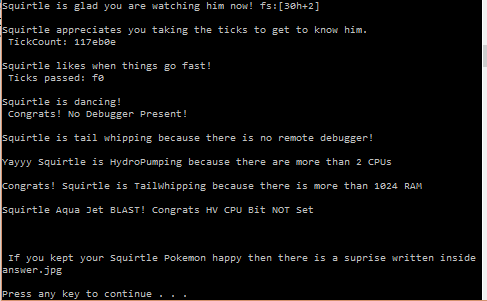 Squirtle is glad you are watching him now! fs:[30h+2]
Squirtle appreciates you taking the ticks to get to know him.
TickCount: 117eb0e
Squirtle likes when things go fast!
Ticks passed: f0
Squirtle is dancing!
Congrats! No Debugger Present!
Squirtle is tail whipping because there is no remote debugger!
Yayyy Squirtle is HydroPumping because there are more than 2 CPUs
Congrats! Squirtle is TailWhipping because there is more than 1024 RAM
Squirtle Aqua Jet BLAST! Congrats HV CPU Bit NOT Set
If you kept your Squirtle Pokemon happy then there is a suprise written inside
answer.jpg
Press any key to continue . . .